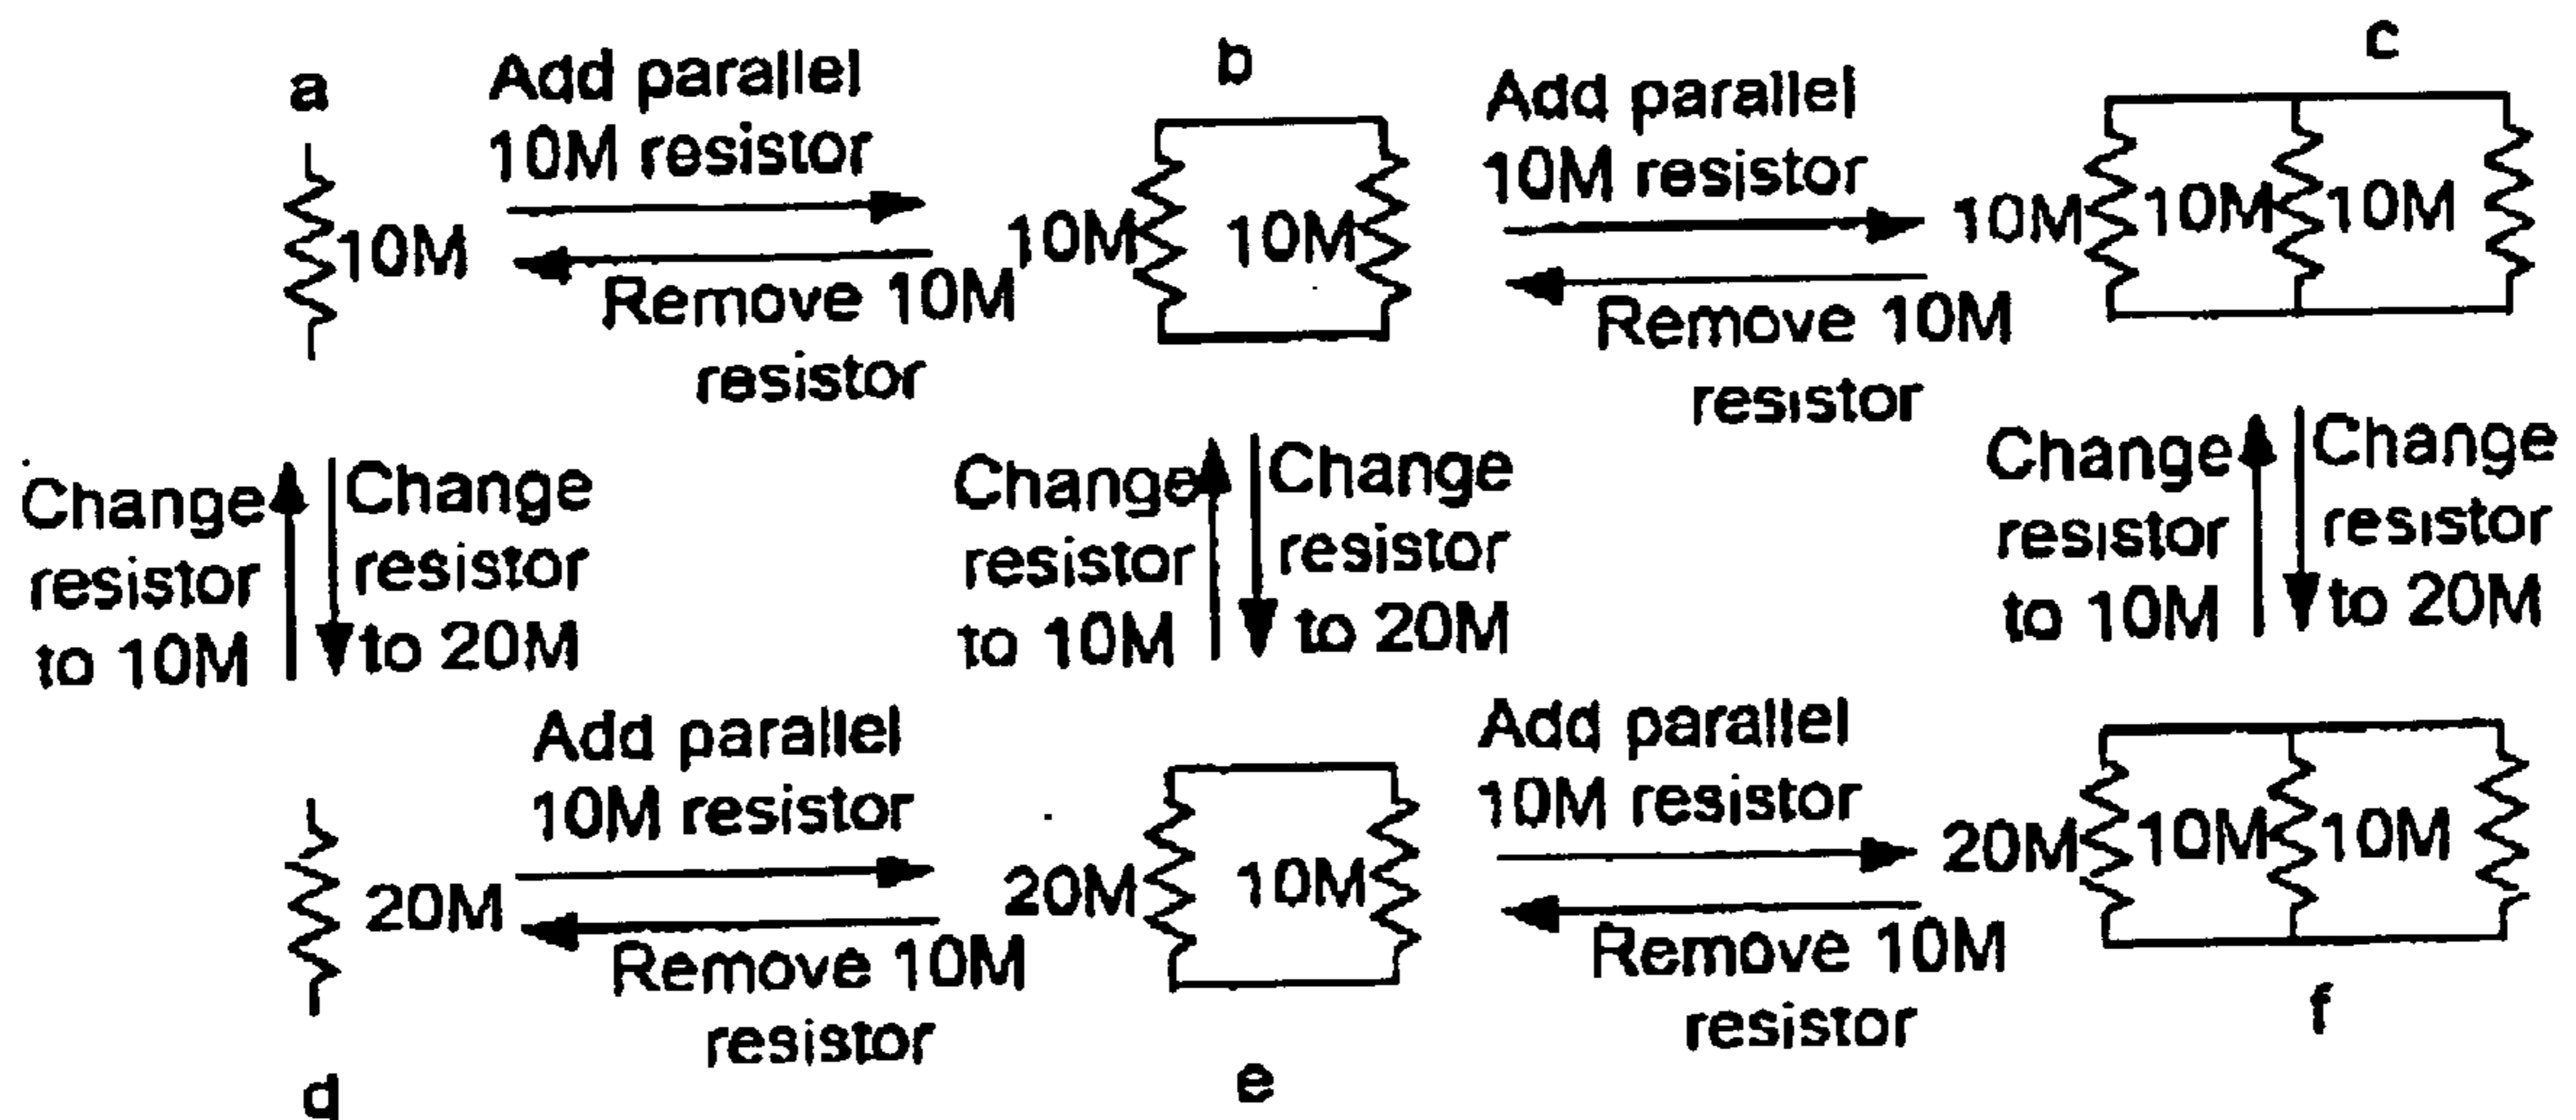 a
Add parallel
10M resistor
b
Add parallel
10M resistor
c
10M
Remove 10M
resistor
10M
10M
Remove 10M
resistor
10M
10M
10M
Change
resistor
to 10M
Change
resistor
to 20M
Change
resistor
to 10M
Change
resistor
to 20M
Change
resistor
to 10M
Change
resistor
to 20M
Add parallel
10M resistor
Add parallel
10M resistor
20M
Remove 10M
resistor
20M
10M
Remove 10M
resistor
20M
10M
10M
d
e
f